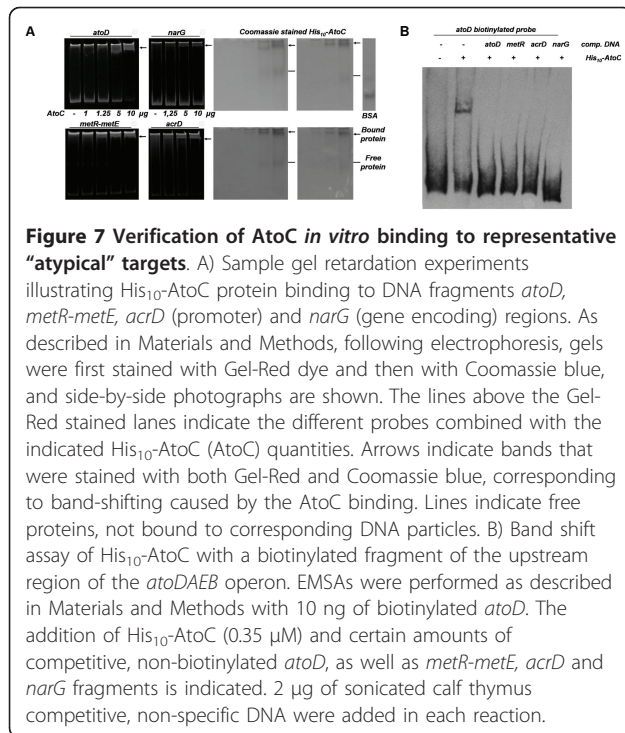 A
atoD
narG
Coomassie stained His10-AtoC
AtoC - 1 1.25 5 10 µg
- 1,25 5 10 µg
BSA
metR-metE
acrD
Bound protein
Free protein
B
atoD biotinylated probe
- - atoD metR acrD narG comp. DNA
- + + + + + His10-AtoC
Figure 7 Verification of AtoC in vitro binding to representative
"atypical" targets. A) Sample gel retardation experiments
illustrating His10-AtoC protein binding to DNA fragments atoD,
metR-metE, acrD (promoter) and narG (gene encoding) regions. As
described in Materials and Methods, following electrophoresis, gels
were first stained with Gel-Red dye and then with Coomassie blue,
and side-by-side photographs are shown. The lines above the Gel-
Red stained lanes indicate the different probes combined with the
indicated His10-AtoC (AtoC) quantities. Arrows indicate bands that
were stained with both Gel-Red and Coomassie blue, corresponding
to band-shifting caused by the AtoC binding. Lines indicate free
proteins, not bound to corresponding DNA particles. B) Band shift
assay of His10-AtoC with a biotinylated fragment of the upstream
region of the atoDAEB operon. EMSAs were performed as described
in Materials and Methods with 10 ng of biotinylated atoD. The
addition of His10-AtoC (0.35 µM) and certain amounts of
competitive, non-biotinylated atoD, as well as metR-metE, acrD and
narG fragments is indicated. 2 µg of sonicated calf thymus
competitive, non-specific DNA were added in each reaction.